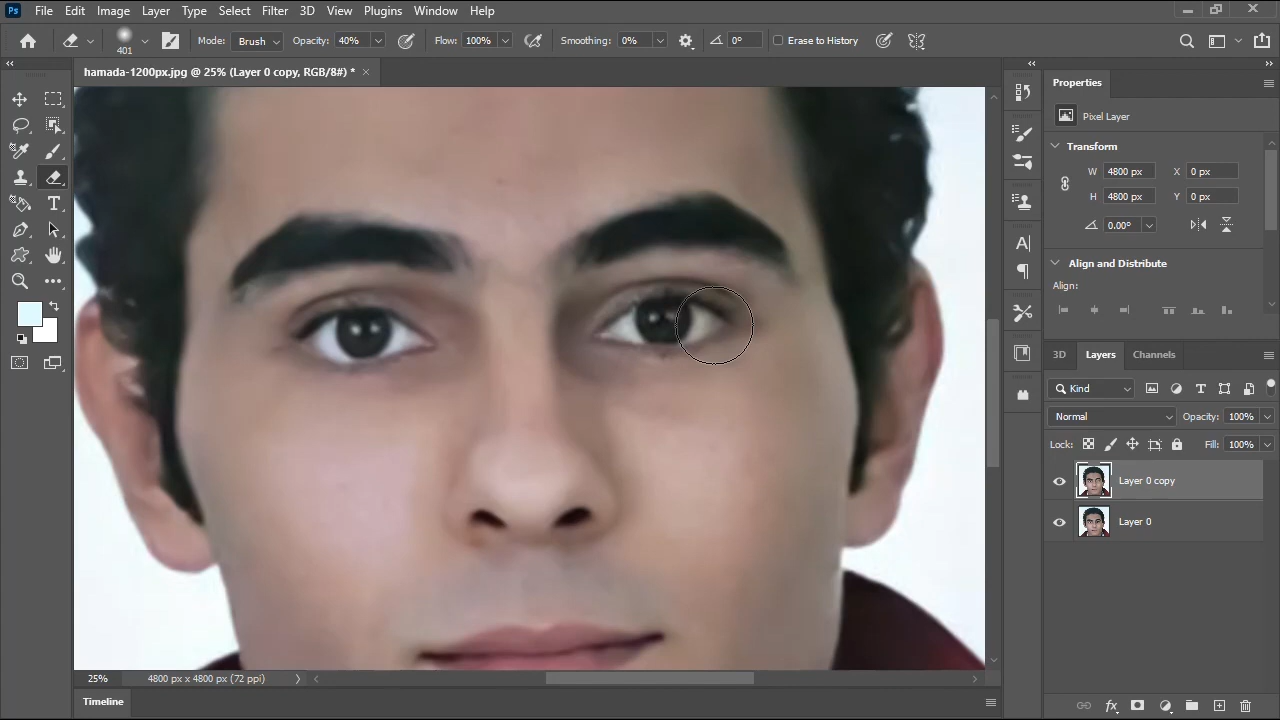 Ps File Edit Image Layer Type Select Filter 3D View Plugins Window Help
401 Mode: Brush Opacity: 40% Flow: 100% Smoothing: 0% 0° Erase to History
hamada-1200px.jpg @ 25% (Layer 0 copy, RGB/8#) *
Properties
Pixel Layer
Transform
W 4800 px X 0 px
H 4800 px Y 0 px
0.00°
Align and Distribute
Align:
3D Layers Channels
Kind
Normal Opacity: 100%
Lock: Fill: 100%
Layer 0 copy
Layer 0
25% 4800 px x 4800 px (72 ppi)
Timeline